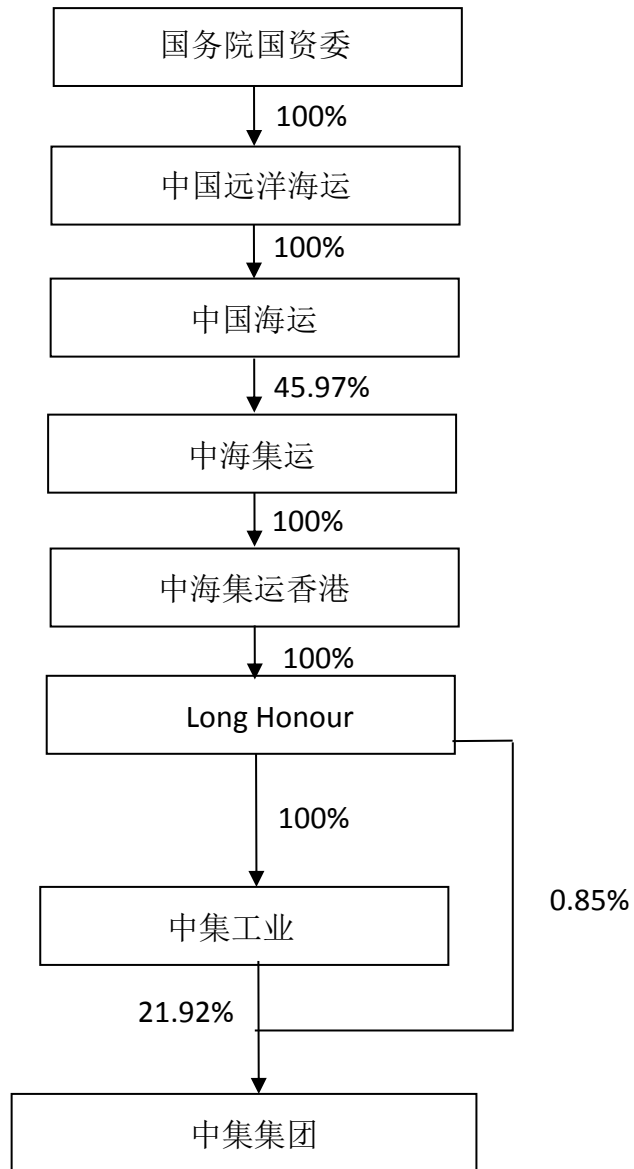 国务院国资委
100%
中国远洋海运
100%
中国海运
45.97%
中海集运
100%
中海集运香港
100%
Long Honour
100%
0.85%
中集工业
21.92%
中集集团